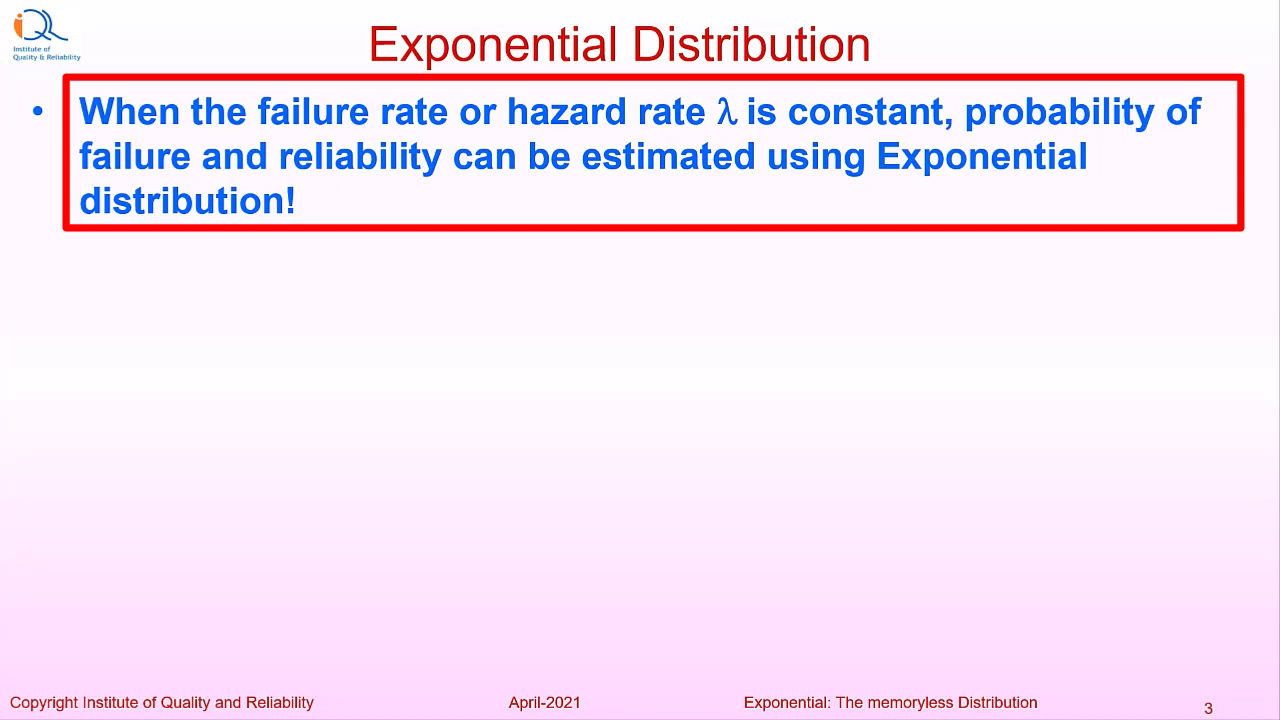 iQR
Institute of
Quality & Reliability
Exponential Distribution
• When the failure rate or hazard rate λ is constant, probability of
failure and reliability can be estimated using Exponential
distribution!
Copyright Institute of Quality and Reliability
April-2021
Exponential: The memoryless Distribution
3